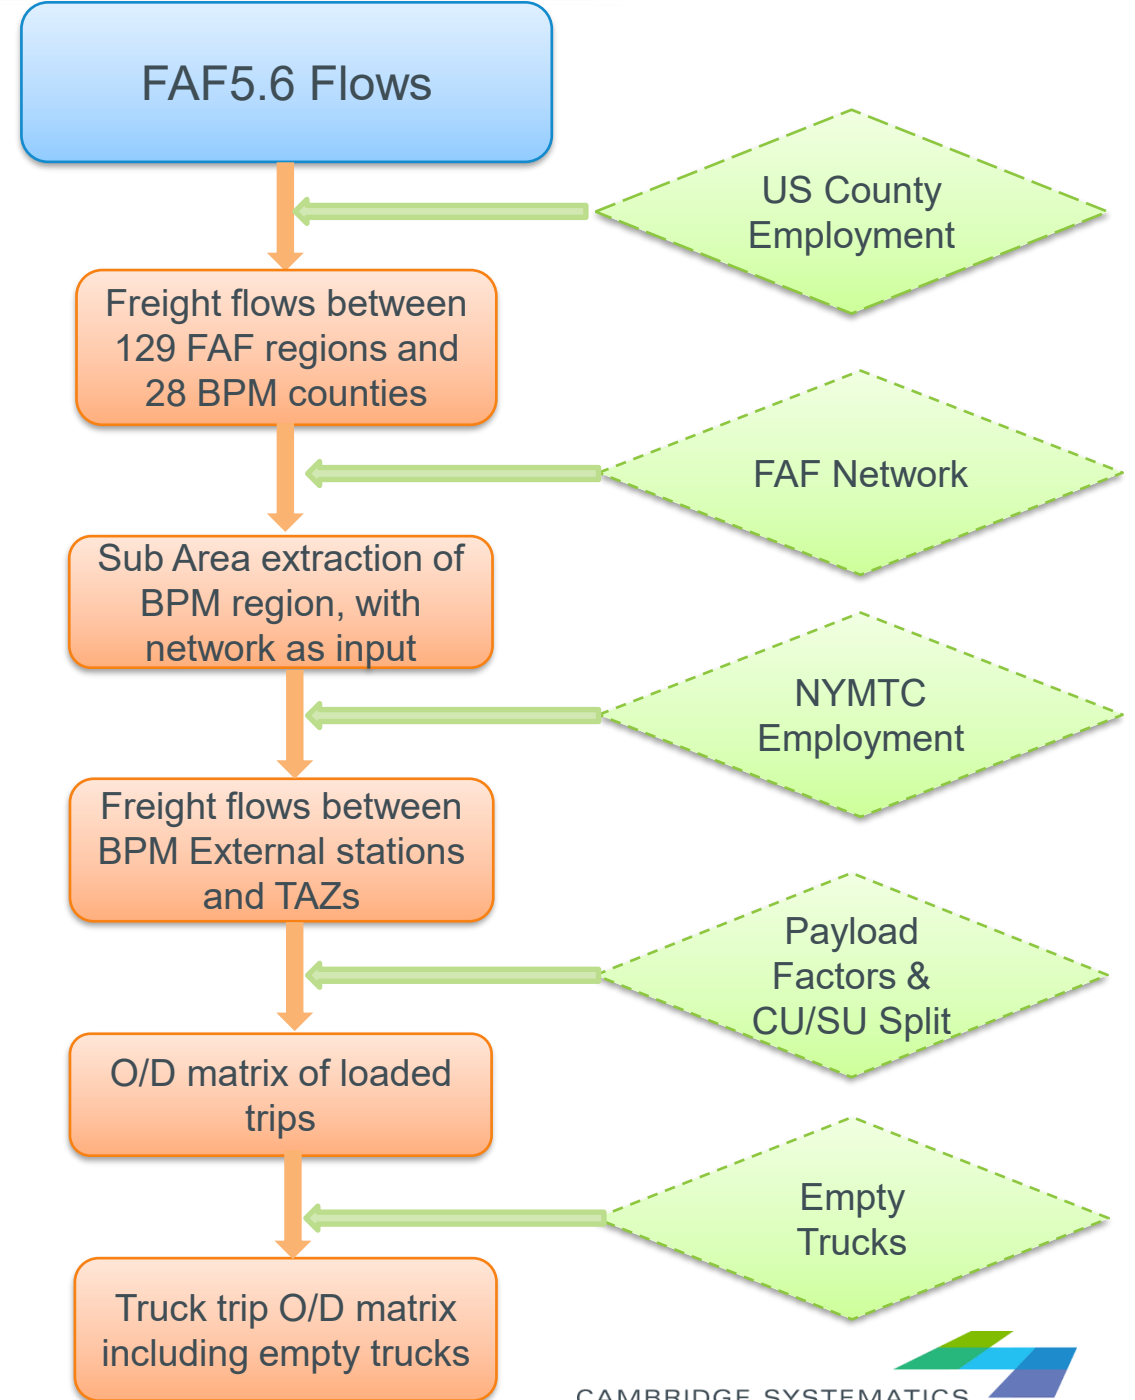 FAF5.6 Flows
US County
Employment
Freight flows between
129 FAF regions and
28 BPM counties
FAF Network
Sub Area extraction of
BPM region, with
network as input
NYMTC
Employment
Freight flows between
BPM External stations
and TAZs
Payload
Factors &
CU/SU Split
O/D matrix of loaded
trips
Empty
Trucks
Truck trip O/D matrix
including empty trucks
CAMBRIDGE SYSTEMATICS